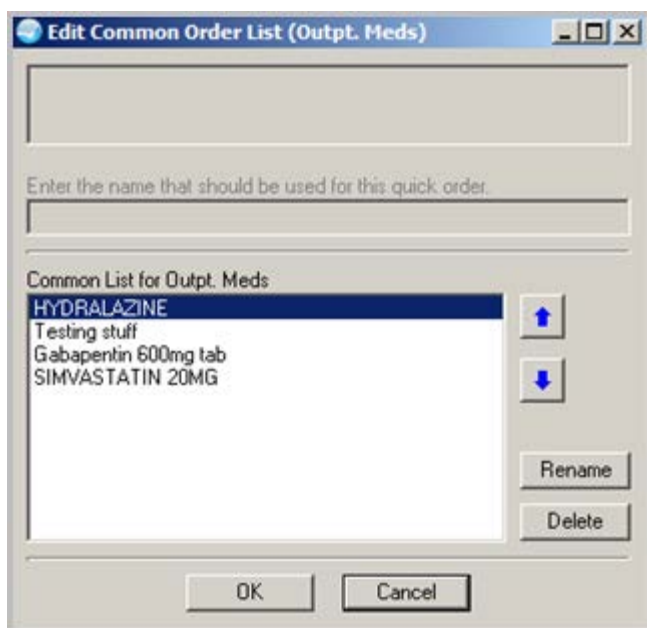 Edit Common Order List (Outpt. Meds)
Enter the name that should be used for this quick order.
Common List for Outpt. Meds
HYDRALAZINE
Testing stuff
Gabapentin 600mg tab
SIMVASTATIN 20MG
Rename
Delete
OK
Cancel